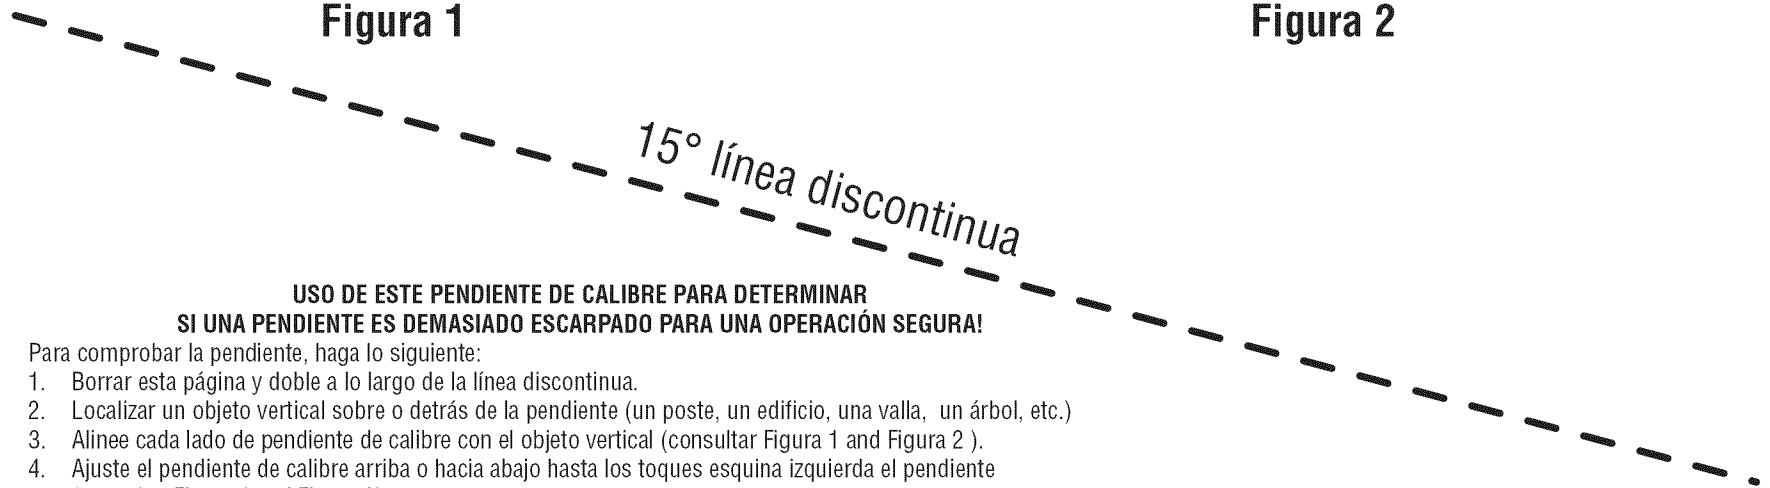 Figura 1
Figura 2
15° línea discontinua
USO DE ESTE PENDIENTE DE CALIBRE PARA DETERMINAR
SI UNA PENDIENTE ES DEMASIADO ESCARPADO PARA UNA OPERACIÓN SEGURA!
Para comprobar la pendiente, haga lo siguiente:
1. Borrar esta página y doble a lo largo de la línea discontinua.
2. Localizar un objeto vertical sobre o detrás de la pendiente (un poste, un edificio, una valla, un árbol, etc.)
3. Alinee cada lado de pendiente de calibre con el objeto vertical (consultar Figura 1 and Figura 2 ).
4. Ajuste el pendiente de calibre arriba o hacia abajo hasta los toques esquina izquierda el pendiente